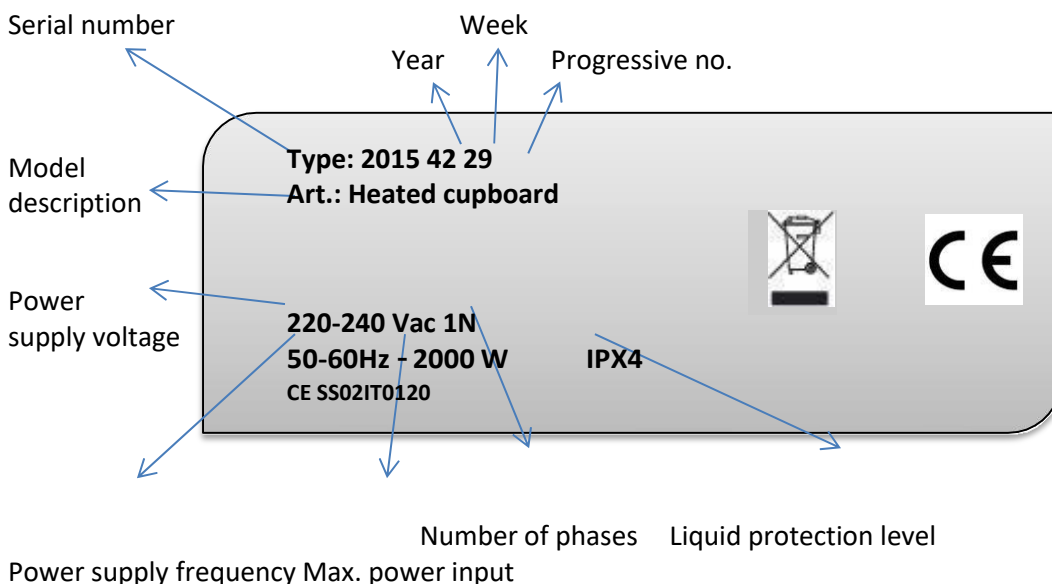 Serial number
Week
Year
Progressive no.
Type: 2015 42 29
Art.: Heated cupboard
Model
description
Power
supply voltage
220-240 Vac 1N
50-60Hz - 2000 W IPX4
CE SS02IT0120
CE
Number of phases Liquid protection level
Power supply frequency Max. power input